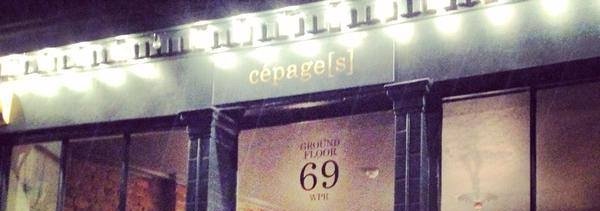 cépage[s]
GROUND
FLOOR
69
WPR